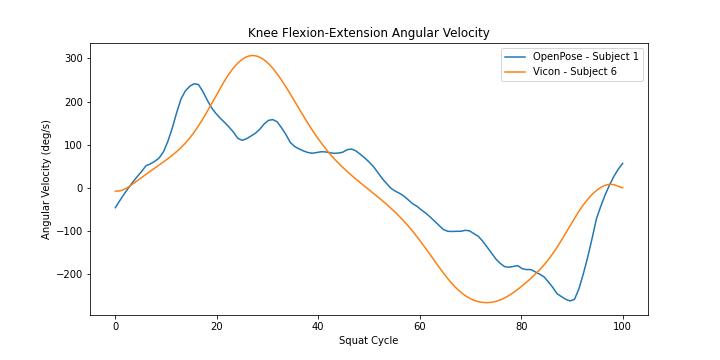 Knee Flexion-Extension Angular Velocity
OpenPose - Subject 1
Vicon - Subject 6
300
200
100
0
−100
−200
Angular Velocity (deg/s)
0 20 40 60 80 100
Squat Cycle